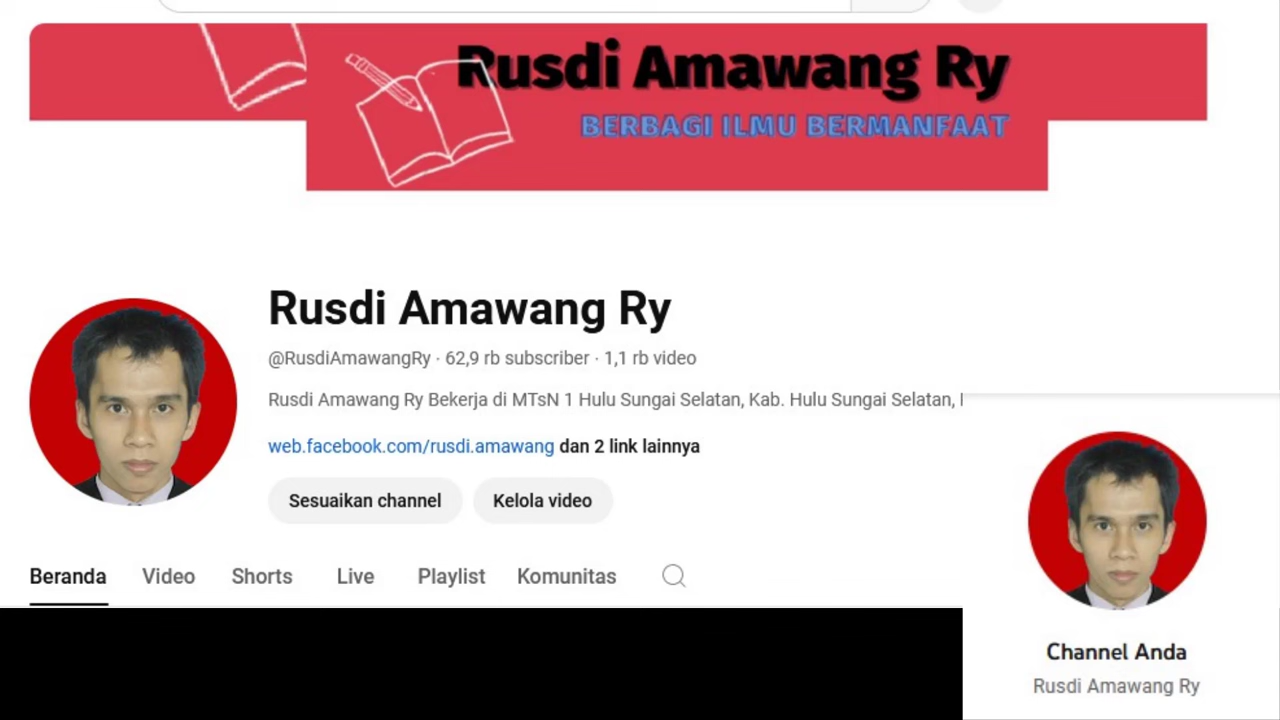 Rusdi Amawang Ry
BERBAGI ILMU BERMANFAAT
Rusdi Amawang Ry
@RusdiAmawangRy · 62,9 rb subscriber · 1,1 rb video
Rusdi Amawang Ry Bekerja di MTsN 1 Hulu Sungai Selatan, Kab. Hulu Sungai Selatan,
web.facebook.com/rusdi.amawang dan 2 link lainnya
Sesuaikan channel Kelola video
Beranda Video Shorts Live Playlist Komunitas
Channel Anda
Rusdi Amawang Ry